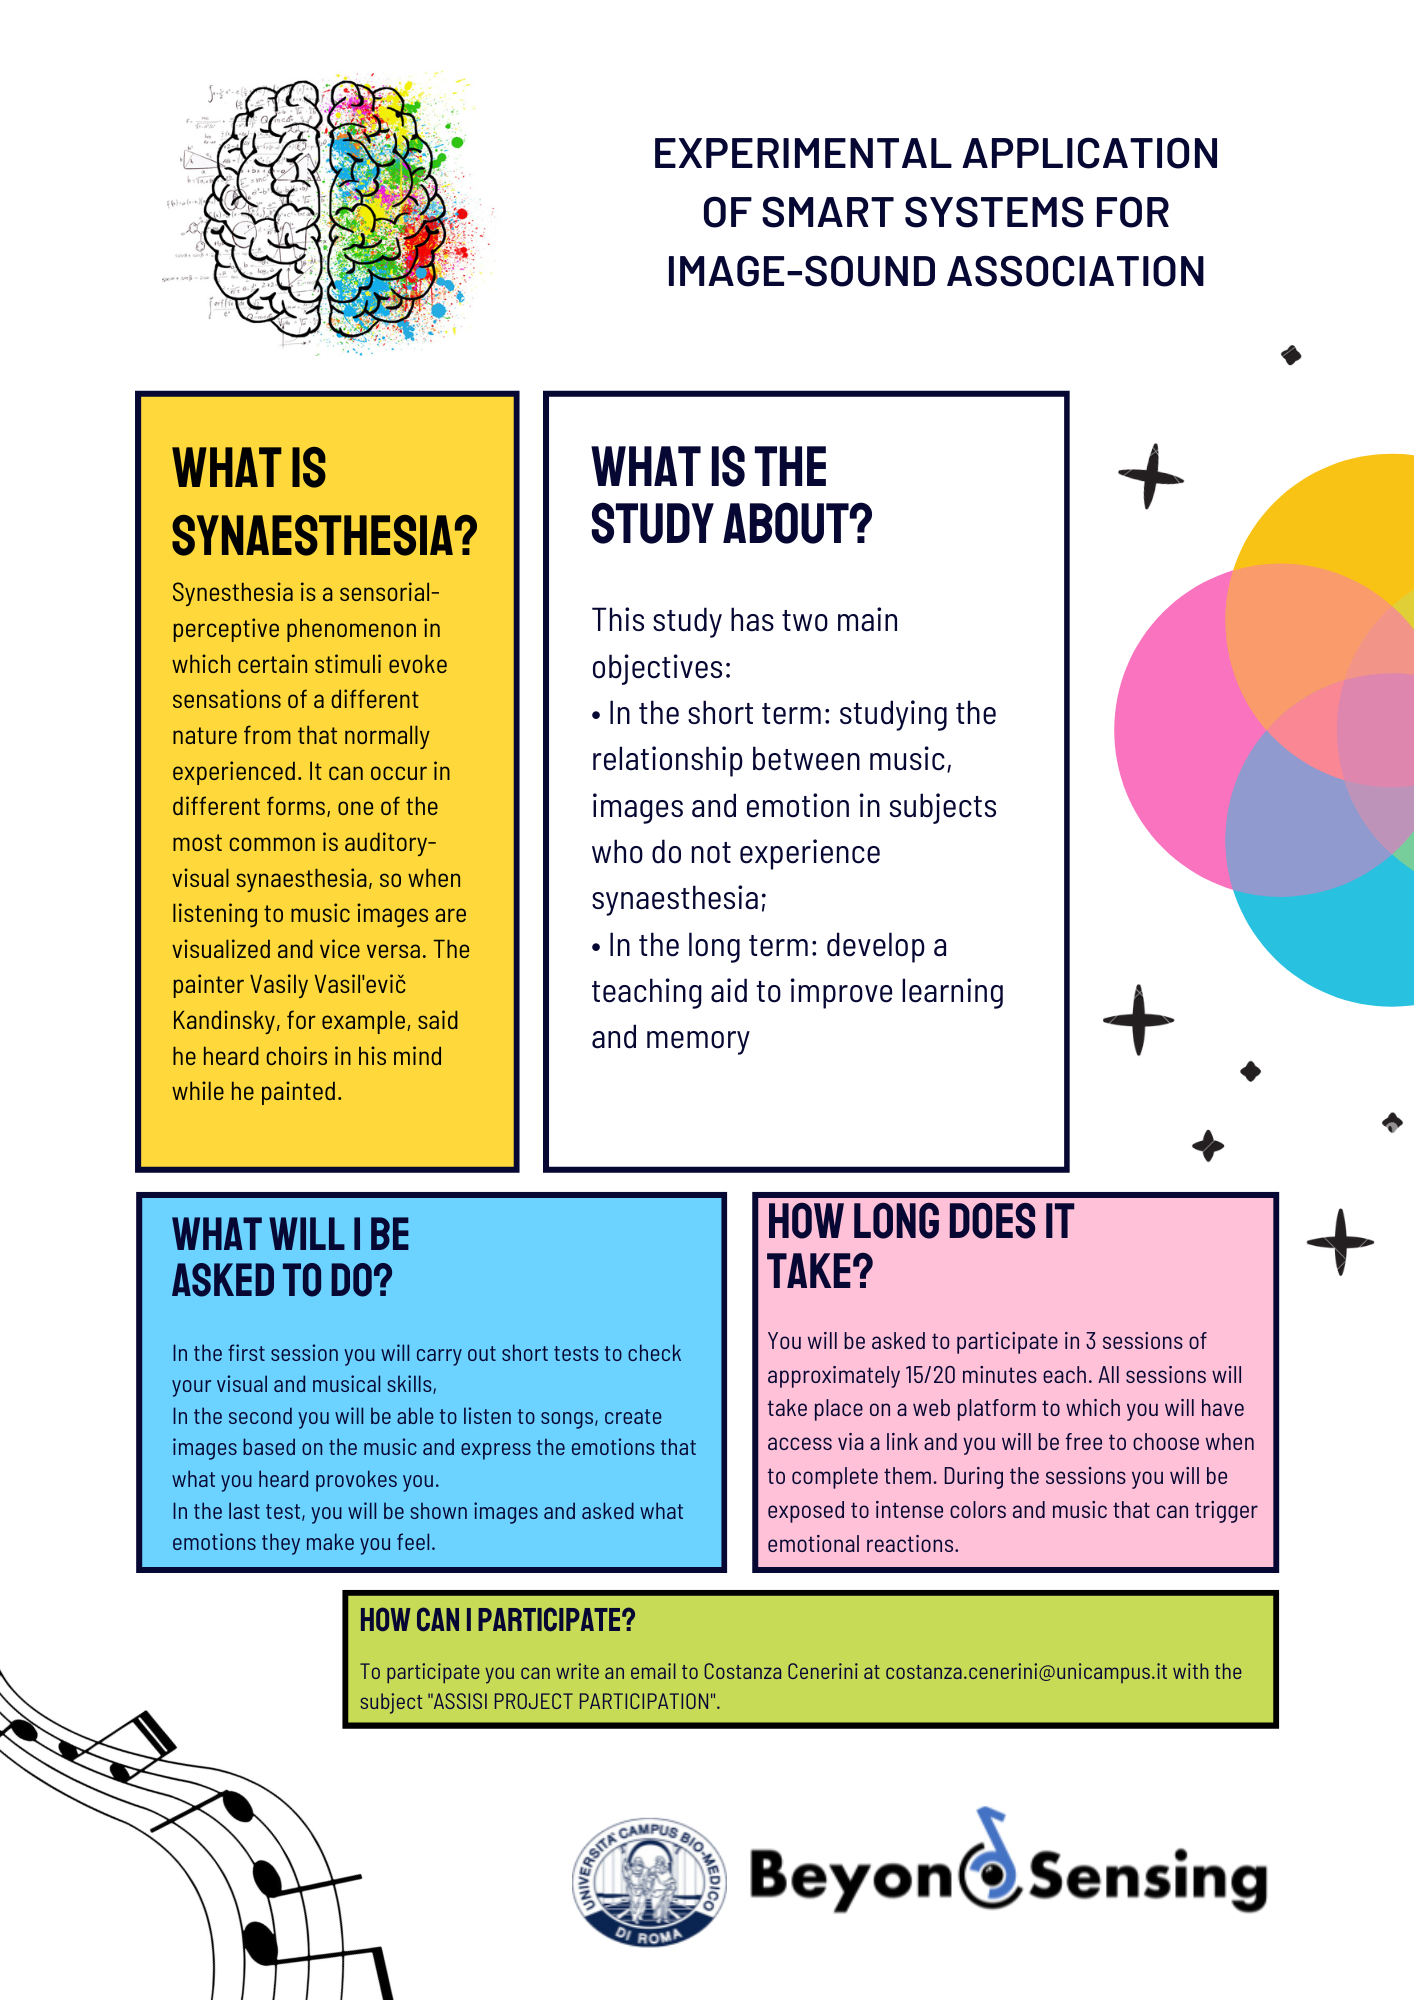 EXPERIMENTAL APPLICATION
OF SMART SYSTEMS FOR
IMAGE-SOUND ASSOCIATION
WHAT IS
SYNAESTHESIA?
Synesthesia is a sensorial-
perceptive phenomenon in
which certain stimuli evoke
sensations of a different
nature from that normally
experienced. It can occur in
different forms, one of the
most common is auditory-
visual synaesthesia, so when
listening to music images are
visualized and vice versa. The
painter Vasily Vasil'evič
Kandinsky, for example, said
he heard choirs in his mind
while he painted.
WHAT IS THE
STUDY ABOUT?
This study has two main
objectives:
• In the short term: studying the
relationship between music,
images and emotion in subjects
who do not experience
synaesthesia;
• In the long term: develop a
teaching aid to improve learning
and memory
WHAT WILL I BE
ASKED TO DO?
In the first session you will carry out short tests to check
your visual and musical skills,
In the second you will be able to listen to songs, create
images based on the music and express the emotions that
what you heard provokes you.
In the last test, you will be shown images and asked what
emotions they make you feel.
HOW LONG DOES IT
TAKE?
You will be asked to participate in 3 sessions of
approximately 15/20 minutes each. All sessions will
take place on a web platform to which you will have
access via a link and you will be free to choose when
to complete them. During the sessions you will be
exposed to intense colors and music that can trigger
emotional reactions.
HOW CAN I PARTICIPATE?
To participate you can write an email to Costanza Cenerini at costanza.cenerini@unicampus.it with the
subject "ASSISI PROJECT PARTICIPATION".
UNIVERSITA' CAMPUS BIO-MEDICO
DI ROMA
Beyond Sensing